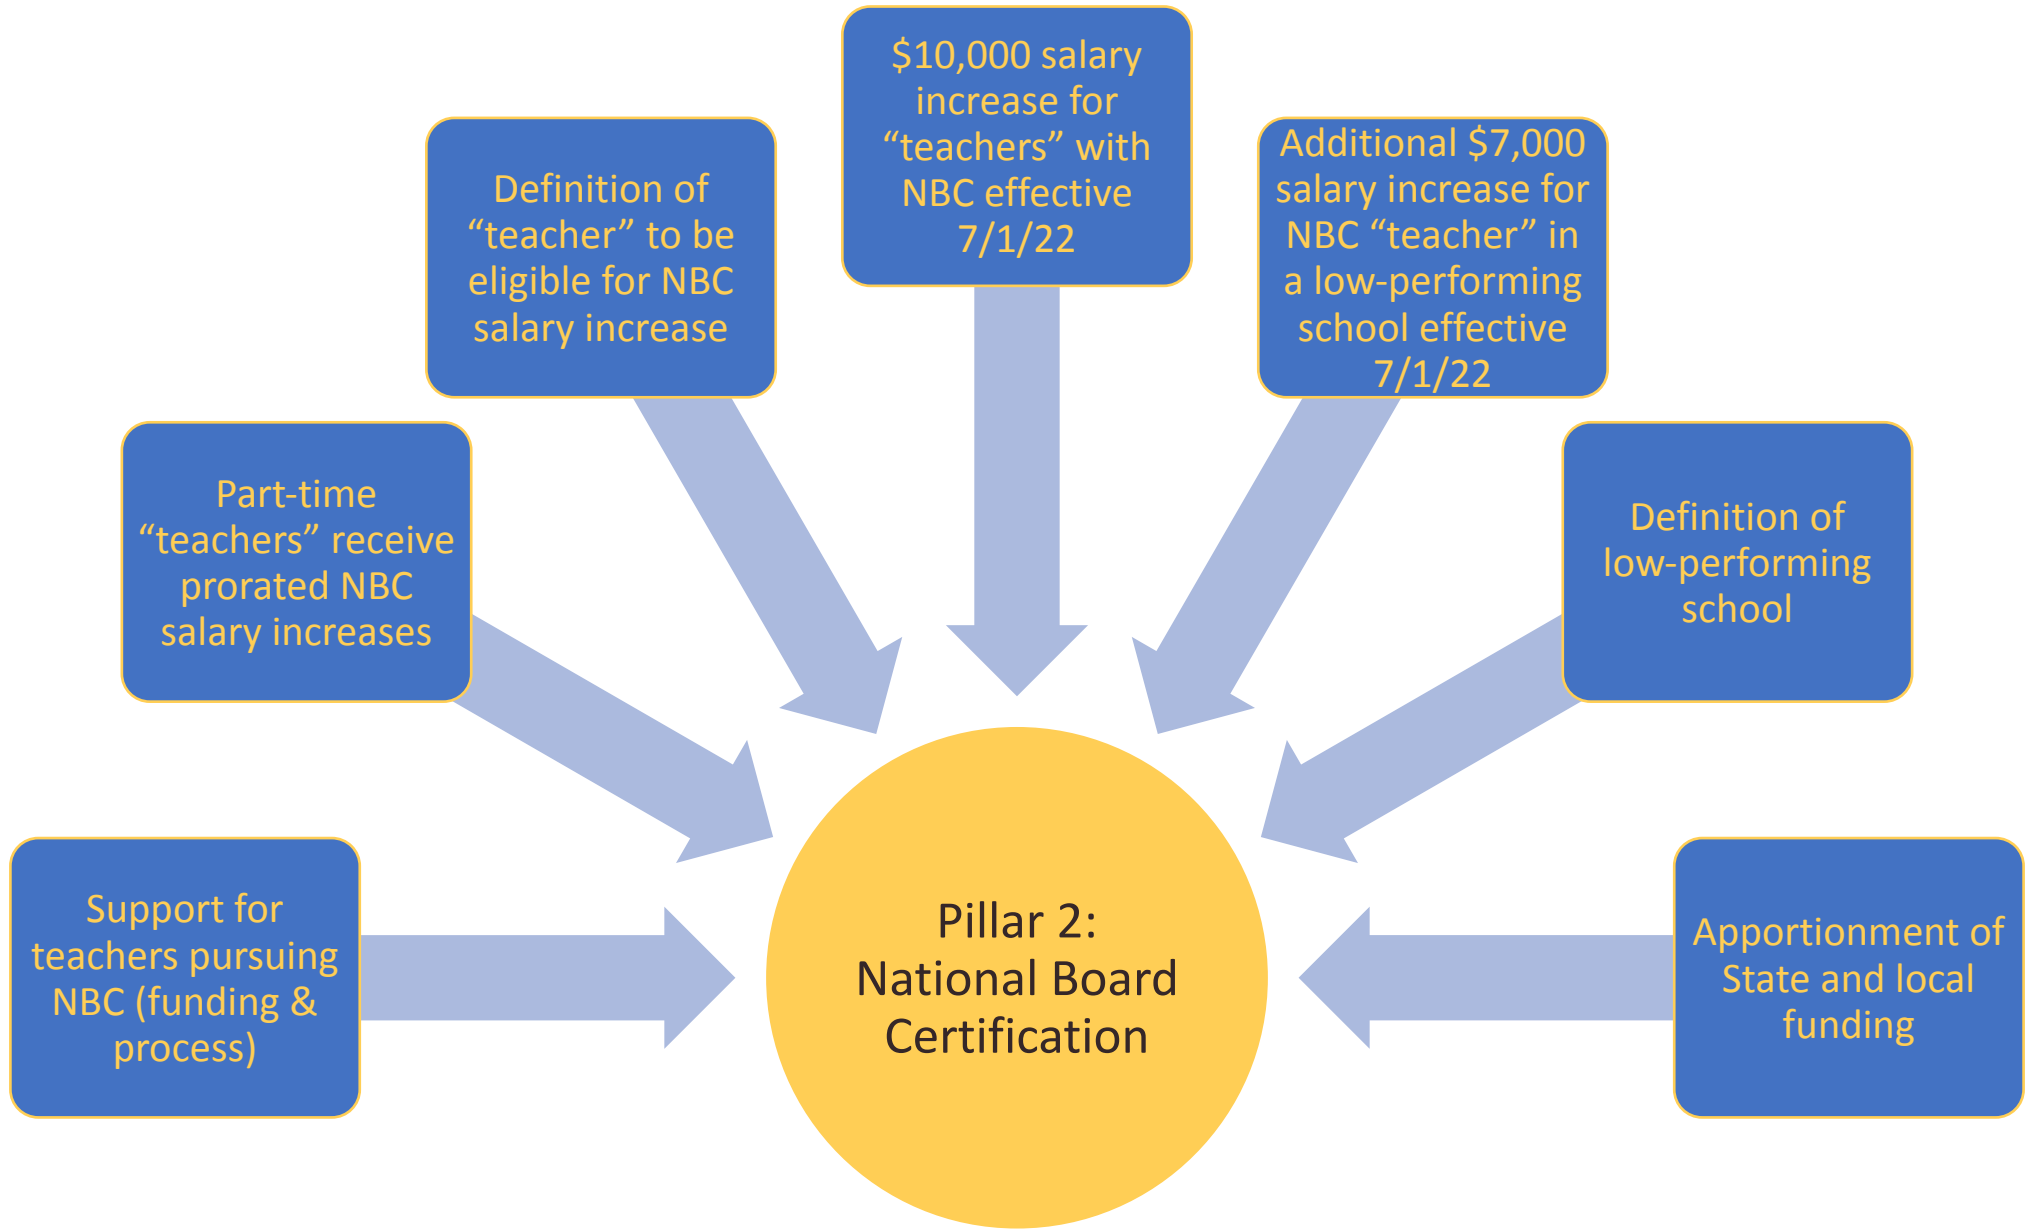 Support for
teachers pursuing
NBC (funding &
process)
Part-time
“teachers” receive
prorated NBC
salary increases
Definition of
“teacher” to be
eligible for NBC
salary increase
$10,000 salary
increase for
“teachers” with
NBC effective
7/1/22
Additional $7,000
salary increase for
NBC “teacher” in
a low-performing
school effective
7/1/22
Definition of
low-performing
school
Apportionment of
State and local
funding
Pillar 2:
National Board
Certification